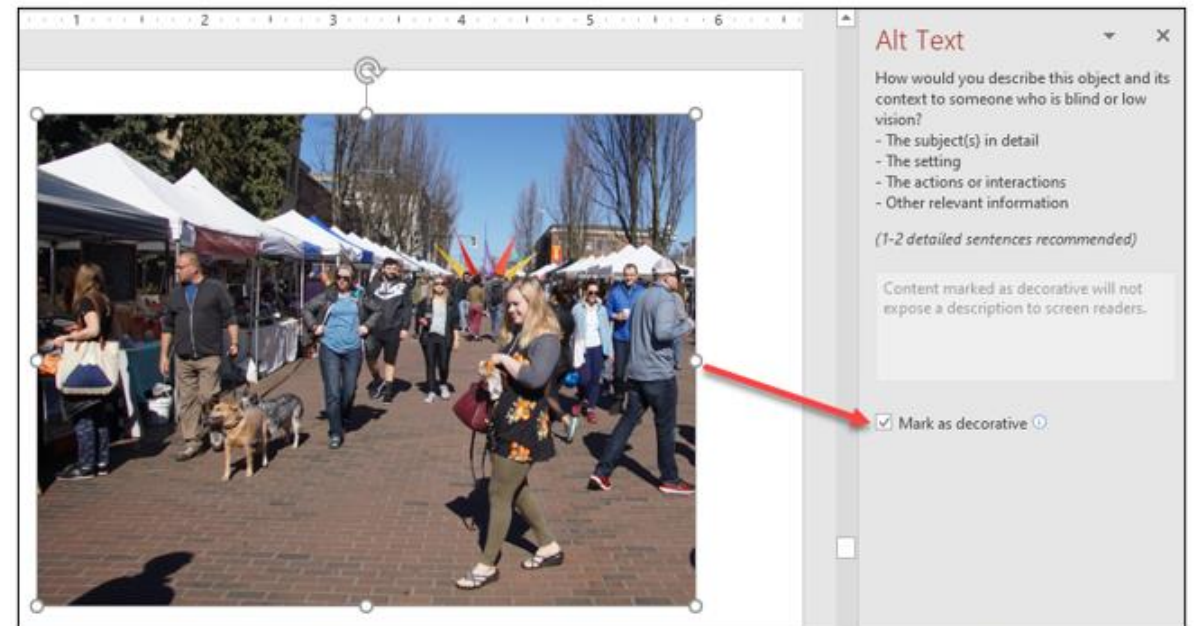 1 2 3 4 5 6
Alt Text
How would you describe this object and its
context to someone who is blind or low
vision?
- The subject(s) in detail
- The setting
- The actions or interactions
- Other relevant information
(1-2 detailed sentences recommended)
Content marked as decorative will not
expose a description to screen readers.
Mark as decorative